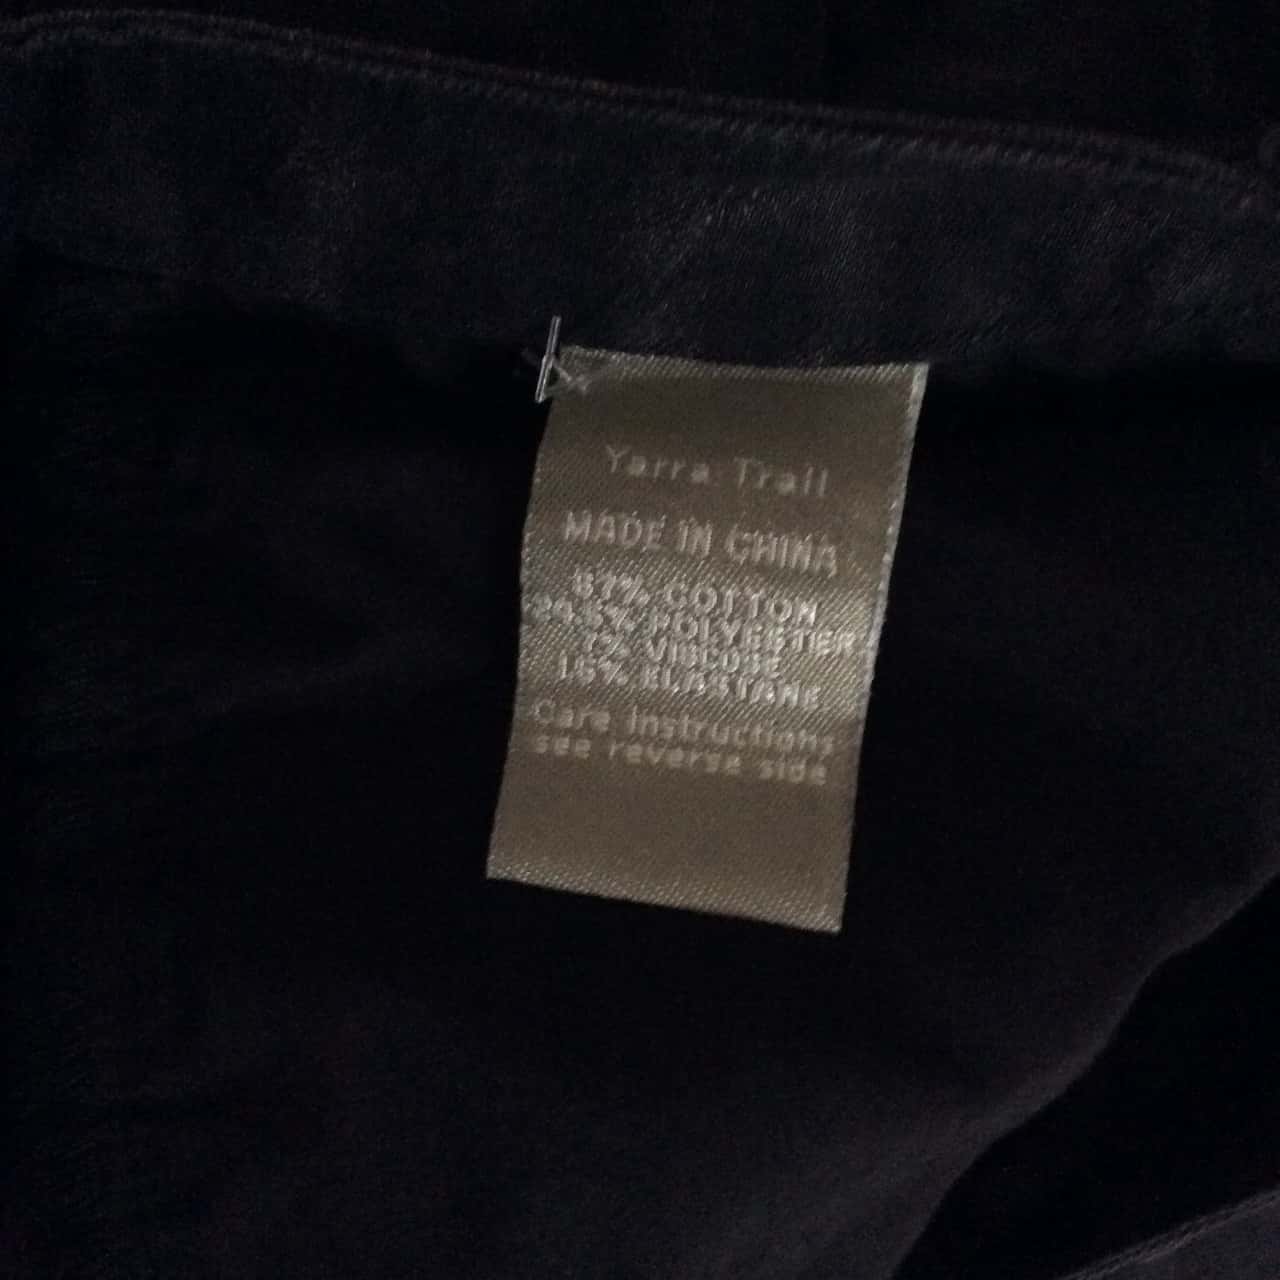 Yarra Trail
MADE IN CHINA
COTTON
POLYESTER
VISCOSE
ELASTANE
Care Instructions
see reverse side